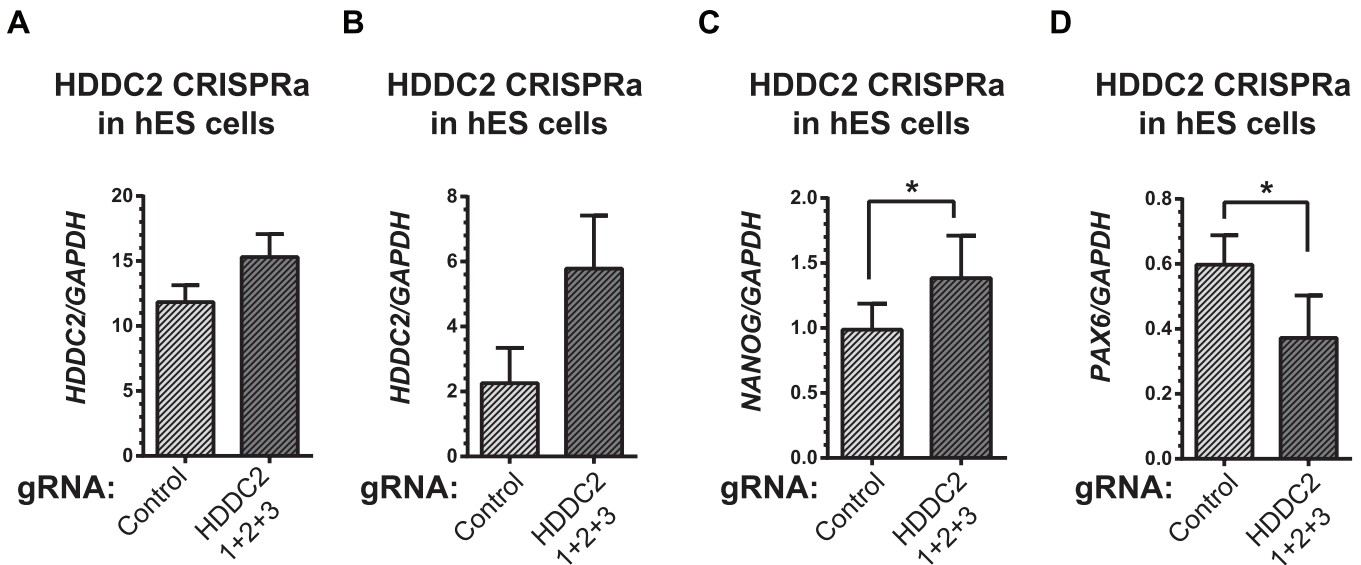 A
HDDC2 CRISPRa
in hES cells
HDDC2/GAPDH
20
15
10
5
0
gRNA:
Control
HDDC2
1+2+3
B
HDDC2 CRISPRa
in hES cells
HDDC2/GAPDH
8
6
4
2
0
gRNA:
Control
HDDC2
1+2+3
C
HDDC2 CRISPRa
in hES cells
*
NANOG/GAPDH
2.0
1.5
1.0
0.5
0.0
gRNA:
Control
HDDC2
1+2+3
D
HDDC2 CRISPRa
in hES cells
*
PAX6/GAPDH
0.8
0.6
0.4
0.2
0.0
gRNA:
Control
HDDC2
1+2+3